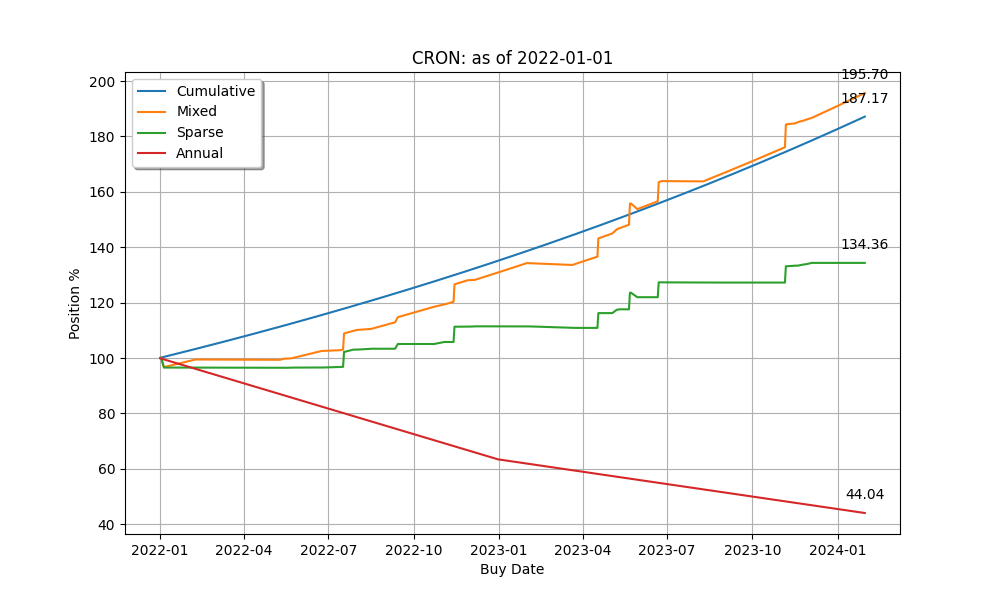 CRON: as of 2022-01-01
Cumulative
Mixed
Sparse
Annual
195.70
187.17
134.36
44.04
200
180
160
140
120
100
80
60
40
Position %
2022-01 2022-04 2022-07 2022-10 2023-01 2023-04 2023-07 2023-10 2024-01
Buy Date